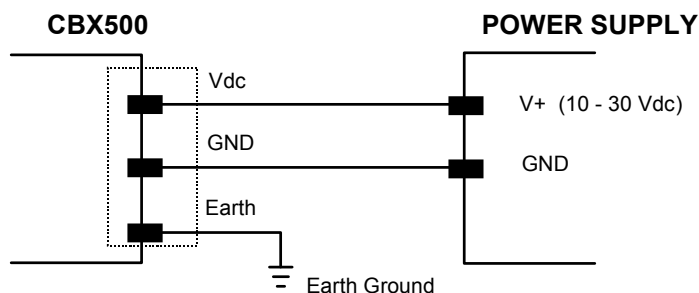 CBX500
POWER SUPPLY
Vdc
V+ (10 - 30 Vdc)
GND
GND
Earth
Earth Ground